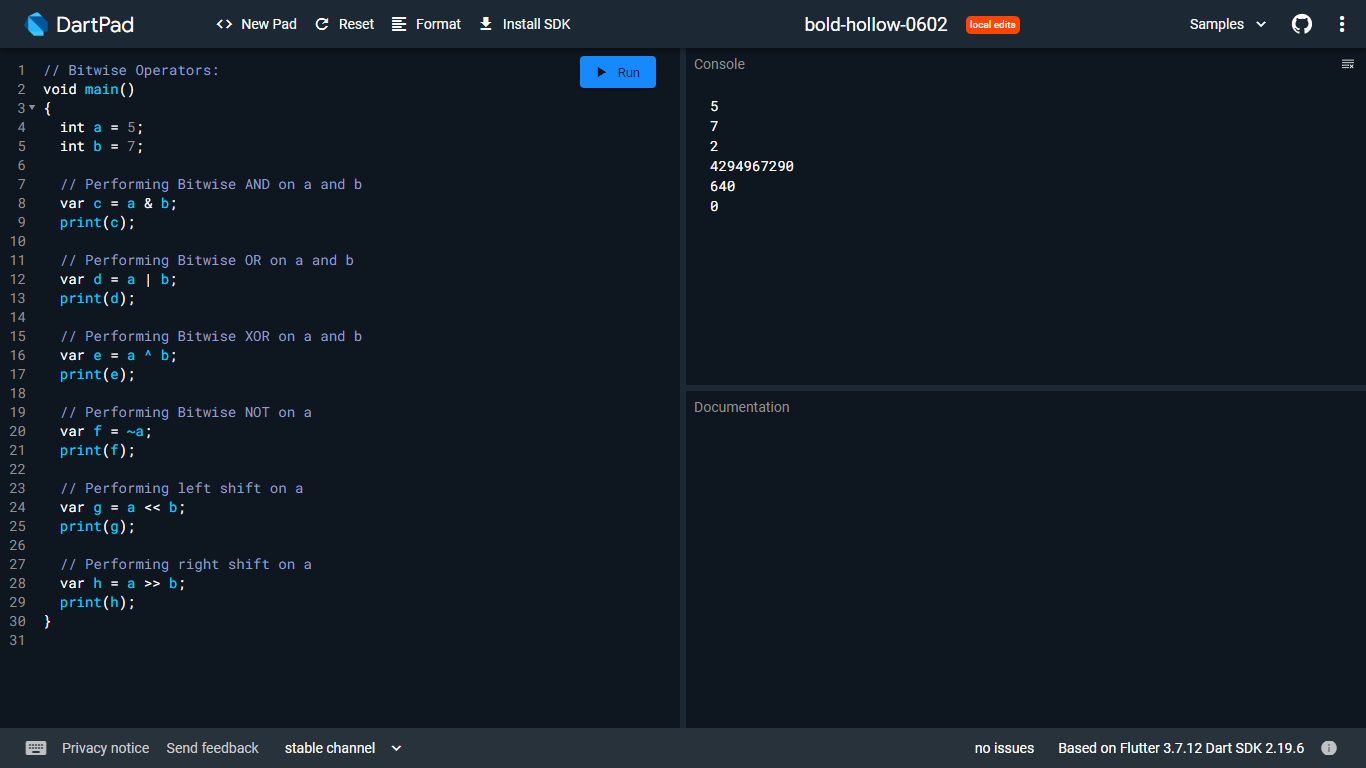 DartPad
<> New Pad Reset Format Install SDK
bold-hollow-0602 local edits
Samples
Run
1 // Bitwise Operators:
2 void main()
3 {
4 int a = 5;
5 int b = 7;
6
7 // Performing Bitwise AND on a and b
8 var c = a & b;
9 print(c);
10
11 // Performing Bitwise OR on a and b
12 var d = a | b;
13 print(d);
14
15 // Performing Bitwise XOR on a and b
16 var e = a ^ b;
17 print(e);
18
19 // Performing Bitwise NOT on a
20 var f = ~a;
21 print(f);
22
23 // Performing left shift on a
24 var g = a << b;
25 print(g);
26
27 // Performing right shift on a
28 var h = a >> b;
29 print(h);
30 }
31
Console
5
7
2
4294967290
640
0
Documentation
Privacy notice Send feedback stable channel
no issues Based on Flutter 3.7.12 Dart SDK 2.19.6